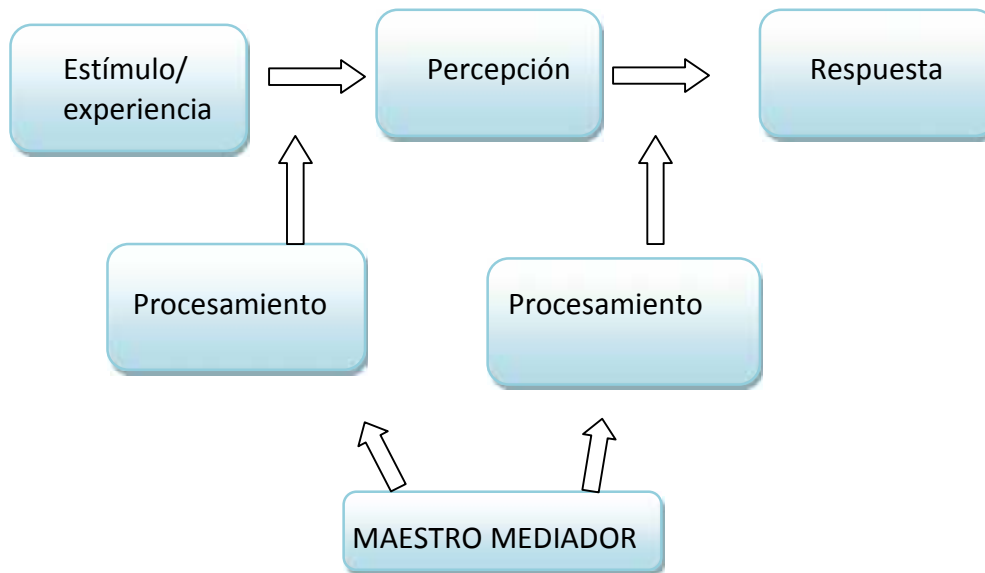 Estímulo/
experiencia
Percepción
Respuesta
Procesamiento
Procesamiento
MAESTRO MEDIADOR